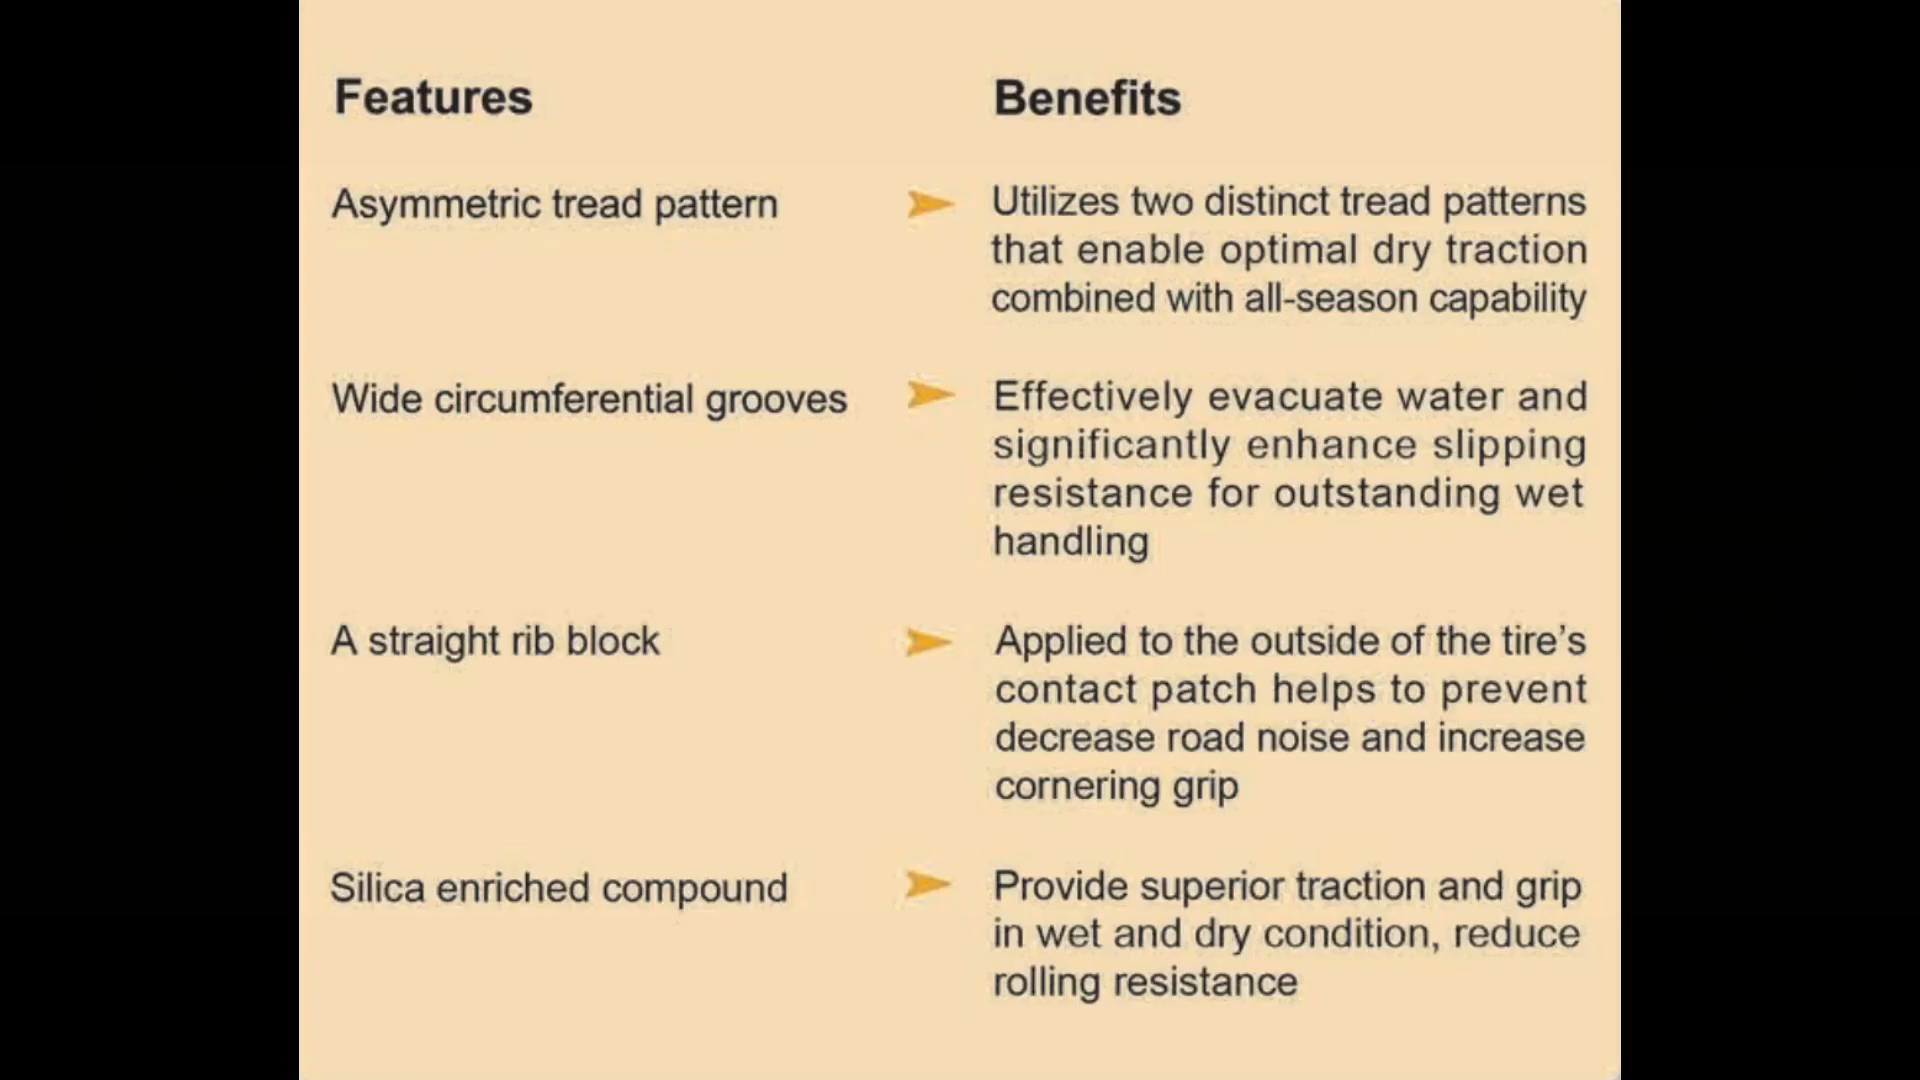 Features
Benefits
Asymmetric tread pattern
Utilizes two distinct tread patterns
that enable optimal dry traction
combined with all-season capability
Wide circumferential grooves
Effectively evacuate water and
significantly enhance slipping
resistance for outstanding wet
handling
A straight rib block
Applied to the outside of the tire's
contact patch helps to prevent
decrease road noise and increase
cornering grip
Silica enriched compound
Provide superior traction and grip
in wet and dry condition, reduce
rolling resistance